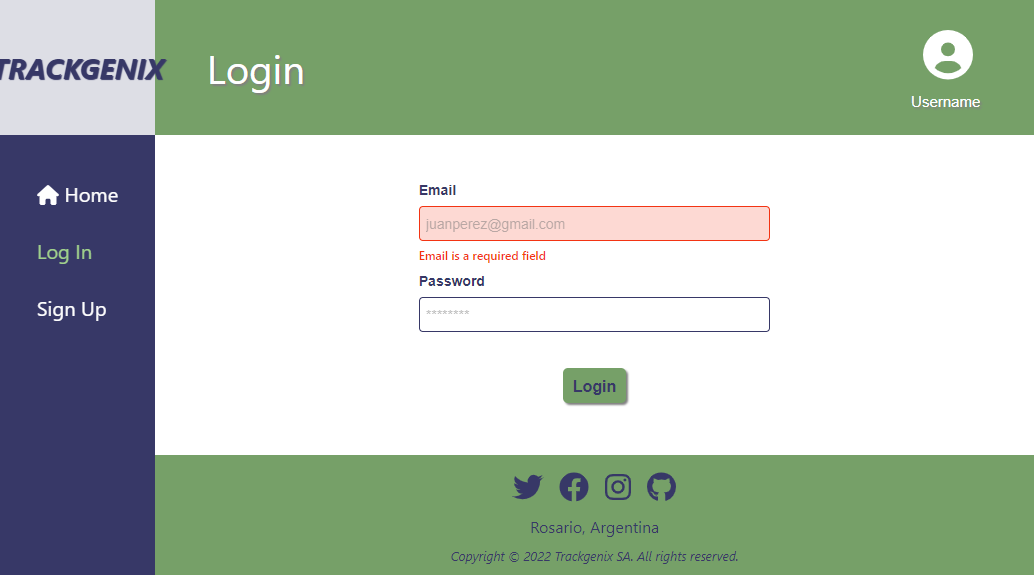 TRACKGENIX
Login
Username
Home
Log In
Sign Up
Email
juanperez@gmail.com
Email is a required field
Password
********
Login
Rosario, Argentina
Copyright © 2022 Trackgenix SA. All rights reserved.